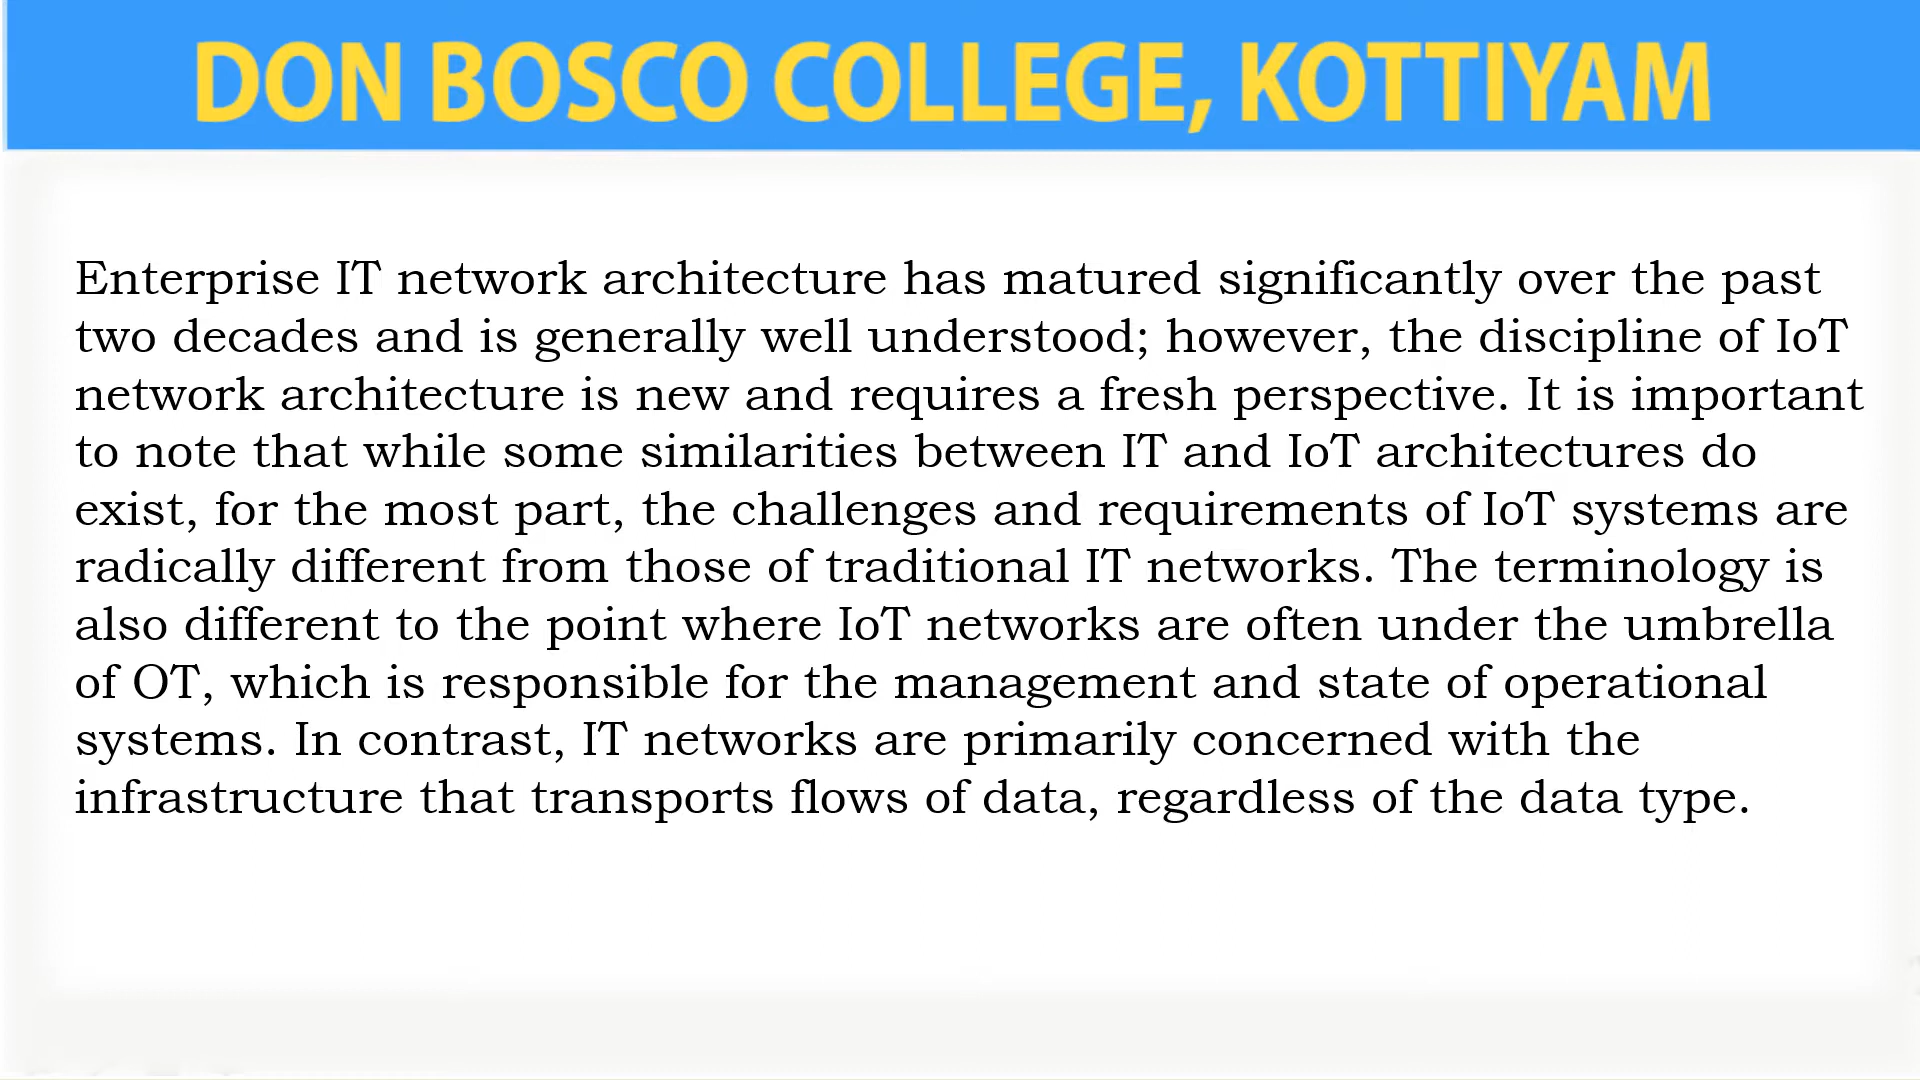 DON BOSCO COLLEGE, KOTTIYAM
Enterprise IT network architecture has matured significantly over the past
two decades and is generally well understood; however, the discipline of IoT
network architecture is new and requires a fresh perspective. It is important
to note that while some similarities between IT and IoT architectures do
exist, for the most part, the challenges and requirements of IoT systems are
radically different from those of traditional IT networks. The terminology is
also different to the point where IoT networks are often under the umbrella
of OT, which is responsible for the management and state of operational
systems. In contrast, IT networks are primarily concerned with the
infrastructure that transports flows of data, regardless of the data type.